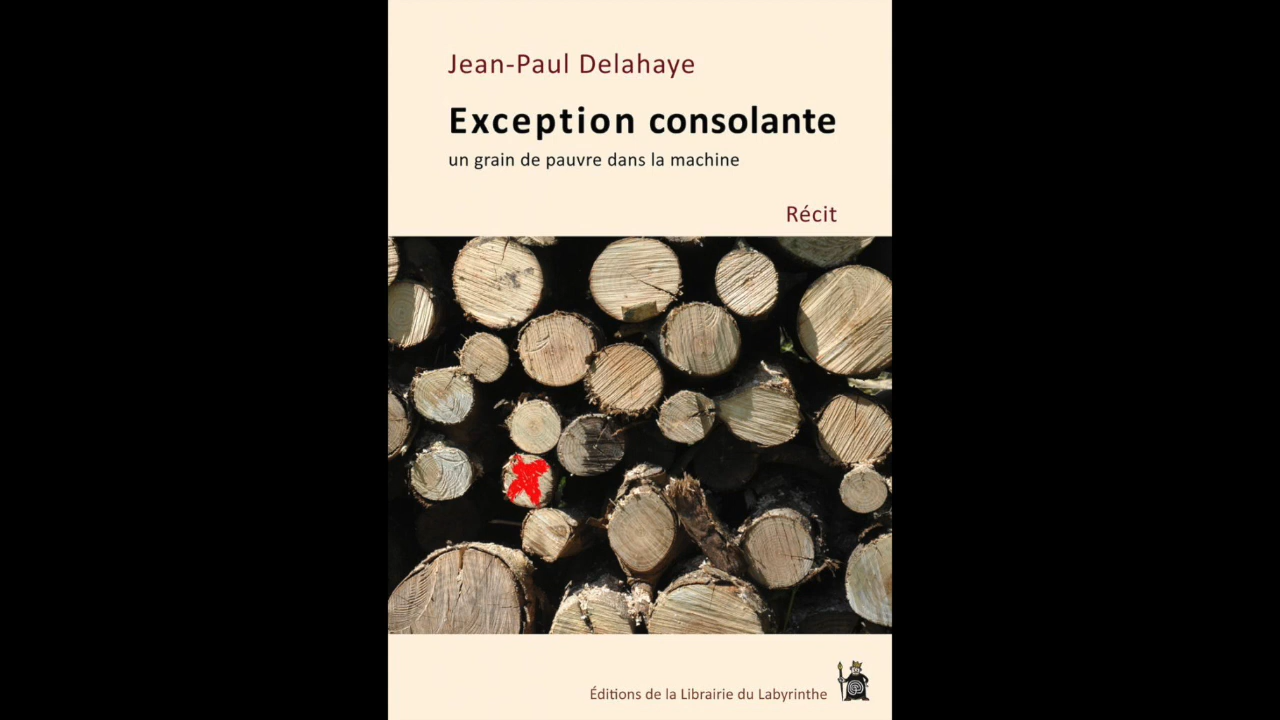 Jean-Paul Delahaye
Exception consolante
un grain de pauvre dans la machine
Récit
Éditions de la Librairie du Labyrinthe